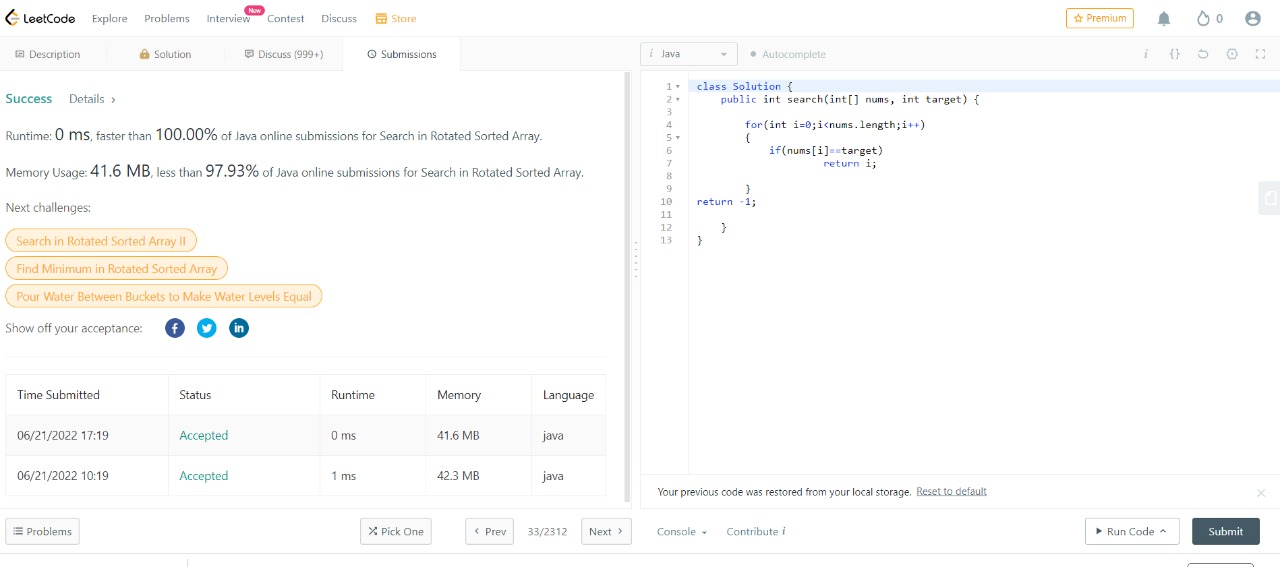 LeetCode Explore Problems Interview New Contest Discuss Store Premium 0
Description Solution Discuss (999+) Submissions
i Java Autocomplete i {}
Success Details ›
Runtime: 0 ms, faster than 100.00% of Java online submissions for Search in Rotated Sorted Array.
Memory Usage: 41.6 MB, less than 97.93% of Java online submissions for Search in Rotated Sorted Array.
Next challenges:
Search in Rotated Sorted Array II
Find Minimum in Rotated Sorted Array
Pour Water Between Buckets to Make Water Levels Equal
Show off your acceptance: f in
Time Submitted Status Runtime Memory Language
06/21/2022 17:19 Accepted 0 ms 41.6 MB java
06/21/2022 10:19 Accepted 1 ms 42.3 MB java
Problems Pick One ‹ Prev 33/2312 Next ›
1 class Solution {
2 public int search(int[] nums, int target) {
3
4 for(int i=0;i<nums.length;i++)
5 {
6 if(nums[i]==target)
7 return i;
8
9 }
10 return -1;
11
12 }
13 }
Your previous code was restored from your local storage. Reset to default
Console Contribute i Run Code Submit